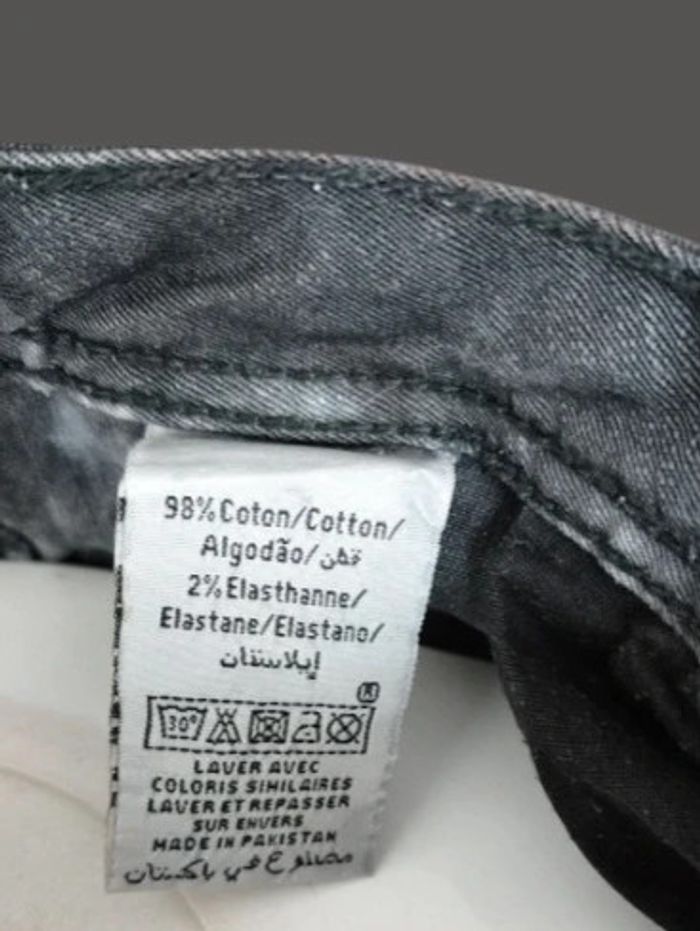 98% Coton/Cotton/
Algodão/قطن
2% Elasthanne/
Elastane/Elastano/
إيلاستان
30°
LAVER AVEC
COLORIS SIMILAIRES
LAVER ET REPASSER
SUR ENVERS
MADE IN PAKISTAN
مصنوع في باكستان